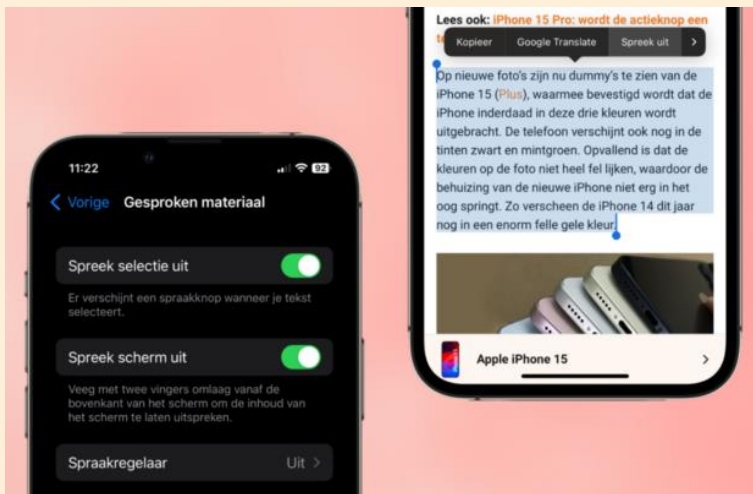 11:22
92
Vorige
Gesproken materiaal
Spreek selectie uit
Er verschijnt een spraakknop wanneer je tekst
selecteert.
Spreek scherm uit
Veeg met twee vingers omlaag vanaf de
bovenkant van het scherm om de inhoud van
het scherm te laten uitspreken.
Spraakregelaar
Uit
Lees ook: iPhone 15 Pro: wordt de actieknop een
Kopieer
Google Translate
Spreek uit
Op nieuwe foto's zijn nu dummy's te zien van de
iPhone 15 (Plus), waarmee bevestigd wordt dat de
iPhone inderdaad in deze drie kleuren wordt
uitgebracht. De telefoon verschijnt ook nog in de
tinten zwart en mintgroen. Opvallend is dat de
kleuren op de foto niet heel fel lijken, waardoor de
behuizing van de nieuwe iPhone niet erg in het
oog springt. Zo verscheen de iPhone 14 dit jaar
nog in een enorm felle gele kleur.
Apple iPhone 15